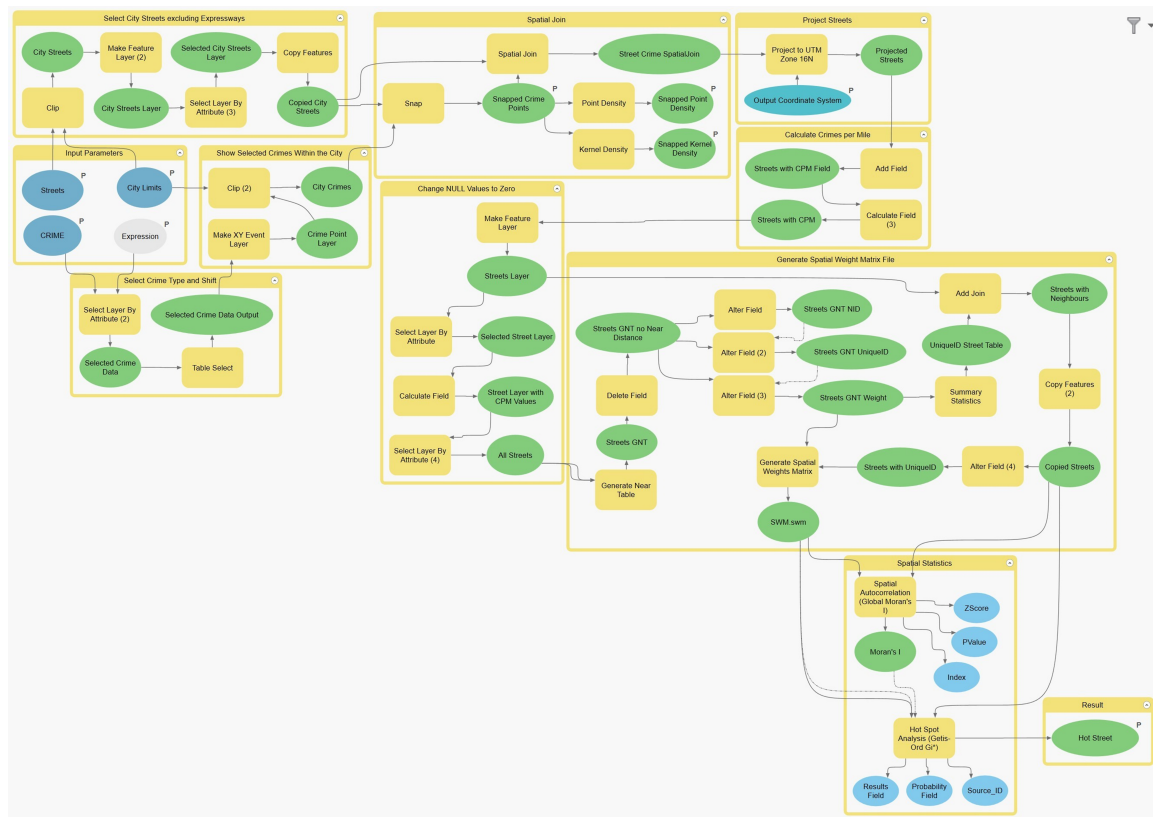 Select City Streets excluding Expressways
City Streets
Make Feature
Layer (2)
Selected City Streets
Layer
Copy Features
Clip
City Streets Layer
Select Layer By
Attribute (3)
Copied City
Streets
Spatial Join
Spatial Join
Street Crime SpatialJoin
Snap
Snapped Crime
Points
P
Point Density
Snapped Point
Density
P
Kernel Density
Snapped Kernel
Density
P
Project Streets
Project to UTM
Zone 16N
Projected
Streets
Output Coordinate System
P
Input Parameters
Streets
P
City Limits
P
CRIME
P
Expression
P
Show Selected Crimes Within the City
Clip (2)
City Crimes
Make XY Event
Layer
Crime Point
Layer
Calculate Crimes per Mile
Streets with CPM Field
Add Field
Streets with CPM
Calculate Field
(3)
Select Crime Type and Shift
Select Layer By
Attribute (2)
Selected Crime Data Output
Selected Crime
Data
Table Select
Change NULL Values to Zero
Make Feature
Layer
Streets Layer
Select Layer By
Attribute
Selected Street Layer
Calculate Field
Street Layer with
CPM Values
Select Layer By
Attribute (4)
All Streets
Generate Spatial Weight Matrix File
Add Join
Streets with
Neighbours
Alter Field
Streets GNT NID
Streets GNT no Near
Distance
Alter Field (2)
Streets GNT UniqueID
UniqueID Street Table
Delete Field
Alter Field (3)
Streets GNT Weight
Summary
Statistics
Copy Features
(2)
Streets GNT
Generate Spatial
Weights Matrix
Streets with UniqueID
Alter Field (4)
Copied Streets
Generate Near
Table
SWM.swm
Spatial Statistics
Spatial
Autocorrelation
(Global Moran's
I)
ZScore
PValue
Moran's I
Index
Hot Spot
Analysis (Getis-
Ord Gi*)
Results
Field
Probability
Field
Source_ID
Result
Hot Street
P